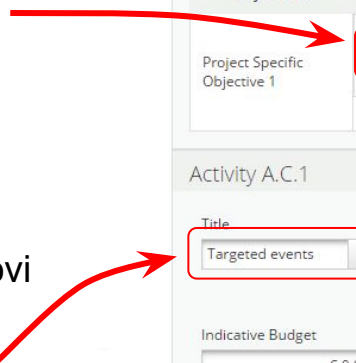 Project Specific
Objective 1
Activity A.C.1
Title
Targeted events
ovi
Indicative Budget